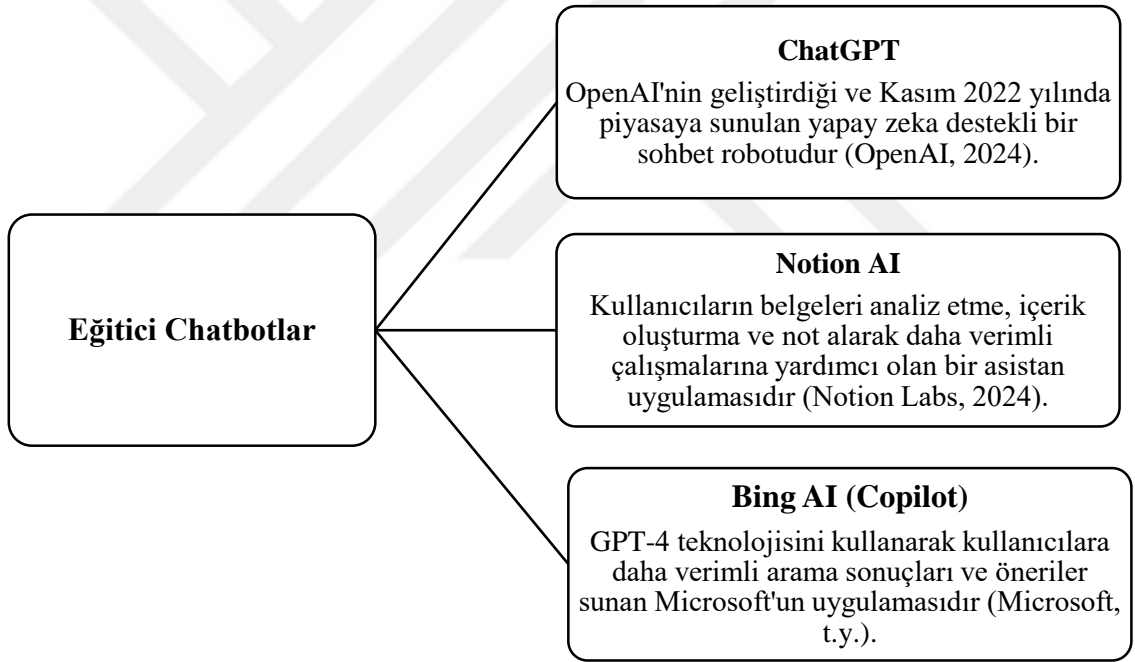 Eğitici Chatbotlar
ChatGPT
OpenAI'nin geliştirdiği ve Kasım 2022 yılında
piyasaya sunulan yapay zeka destekli bir
sohbet robotudur (OpenAI, 2024).
Notion AI
Kullanıcıların belgeleri analiz etme, içerik
oluşturma ve not alarak daha verimli
çalışmalarına yardımcı olan bir asistan
uygulamasıdır (Notion Labs, 2024).
Bing AI (Copilot)
GPT-4 teknolojisini kullanarak kullanıcılara
daha verimli arama sonuçları ve öneriler
sunan Microsoft'un uygulamasıdır (Microsoft,
t.y.).